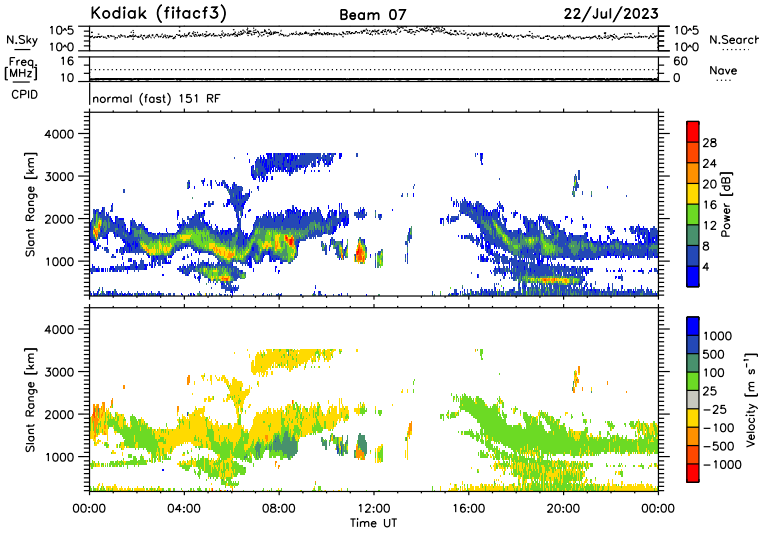 Kodiak (fitacf3) Beam 07 22/Jul/2023
N.Sky 10^5 10^0 10^5 10^0 N.Search
Freq. [MHz] 16 10 60 0 Nave
CPID normal (fast) 151 RF
Slant Range [km] 4000 3000 2000 1000
28 24 20 16 12 8 4 Power [dB]
Slant Range [km] 4000 3000 2000 1000
1000 500 100 25 −25 −100 −500 −1000 Velocity [m s⁻¹]
00:00 04:00 08:00 12:00 16:00 20:00 00:00
Time UT